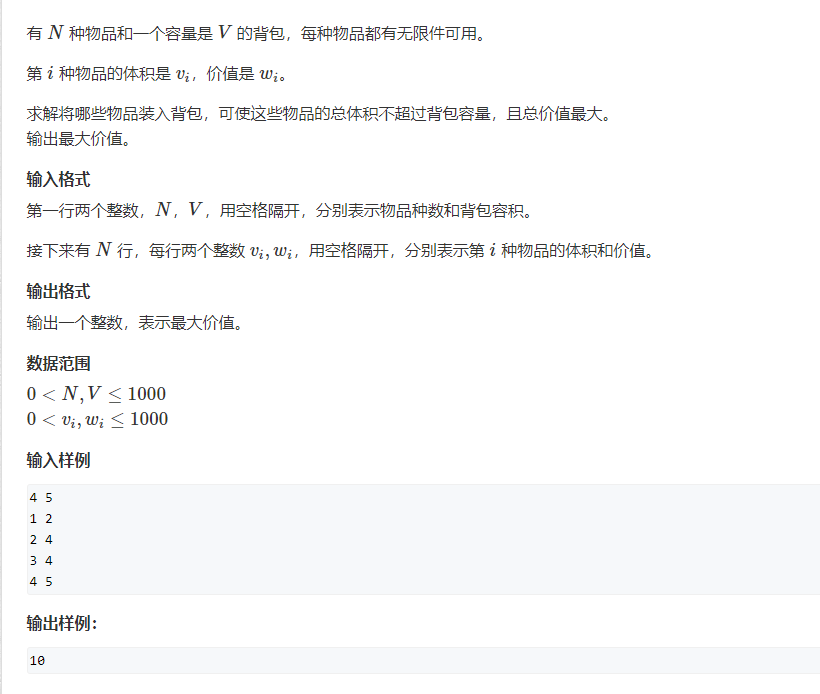 有 N 种物品和一个容量是 V 的背包，每种物品都有无限件可用。
第 i 种物品的体积是 vᵢ，价值是 wᵢ。
求解将哪些物品装入背包，可使这些物品的总体积不超过背包容量，且总价值最大。
输出最大价值。
输入格式
第一行两个整数，N，V，用空格隔开，分别表示物品种数和背包容积。
接下来有 N 行，每行两个整数 vᵢ, wᵢ，用空格隔开，分别表示第 i 种物品的体积和价值。
输出格式
输出一个整数，表示最大价值。
数据范围
0 < N, V ≤ 1000
0 < vᵢ, wᵢ ≤ 1000
输入样例
4 5
1 2
2 4
3 4
4 5
输出样例：
10